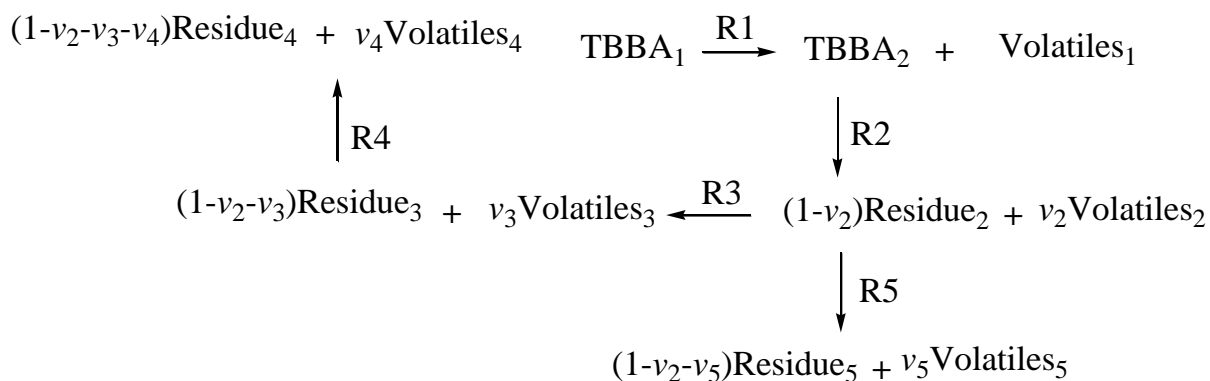 (1-v₂-v₃-v₄)Residue₄ + v₄Volatiles₄ TBBA₁ R1 TBBA₂ + Volatiles₁
R4 R2
(1-v₂-v₃)Residue₃ + v₃Volatiles₃ R3 (1-v₂)Residue₂ + v₂Volatiles₂
R5
(1-v₂-v₅)Residue₅ + v₅Volatiles₅